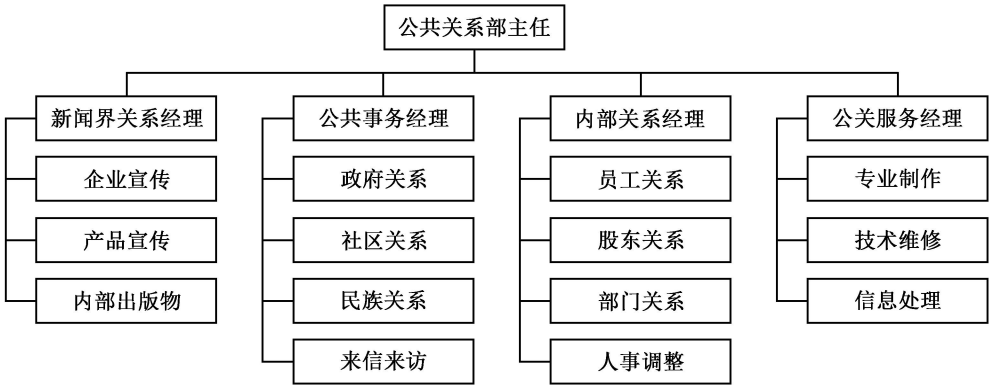 公共关系部主任
新闻界关系经理
企业宣传
产品宣传
内部出版物
公共事务经理
政府关系
社区关系
民族关系
来信来访
内部关系经理
员工关系
股东关系
部门关系
人事调整
公关服务经理
专业制作
技术维修
信息处理